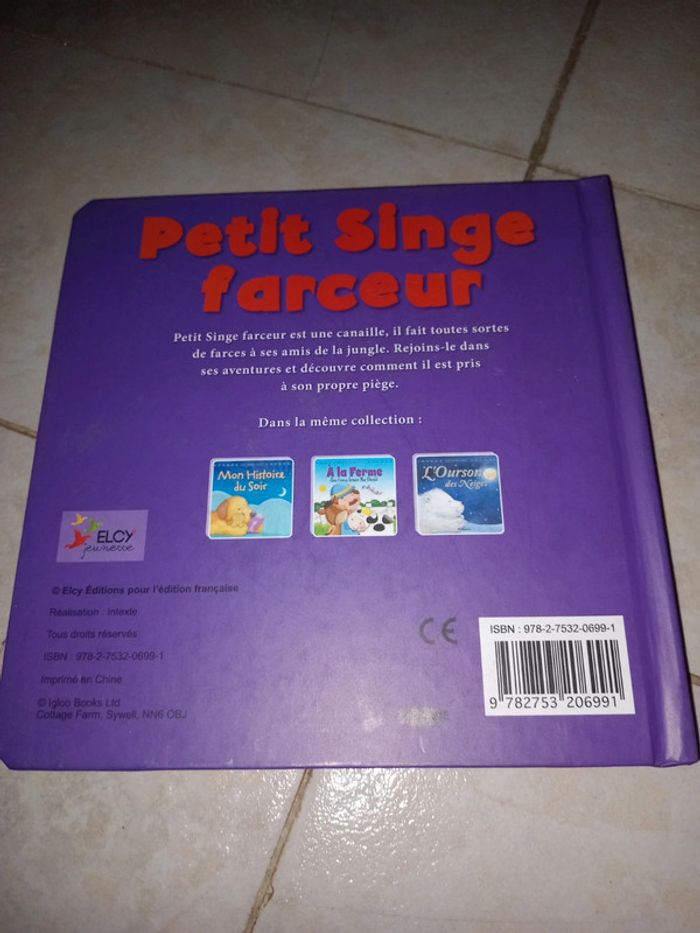 Petit Singe
farceur
Petit Singe farceur est une canaille, il fait toutes sortes
de farces à ses amis de la jungle. Rejoins-le dans
ses aventures et découvre comment il est pris
à son propre piège.
Dans la même collection :
Mon Histoire
du Soir
À la Ferme
L'Ourson
des Neiges
ELCY
jeunesse
© Elcy Éditions pour l'édition française
Réalisation : Intexte
Tous droits réservés
ISBN : 978-2-7532-0699-1
Imprimé en Chine
© Igloo Books Ltd
Cottage Farm, Sywell, NN6 OBJ
CE
ISBN : 978-2-7532-0699-1
9 782753 206991